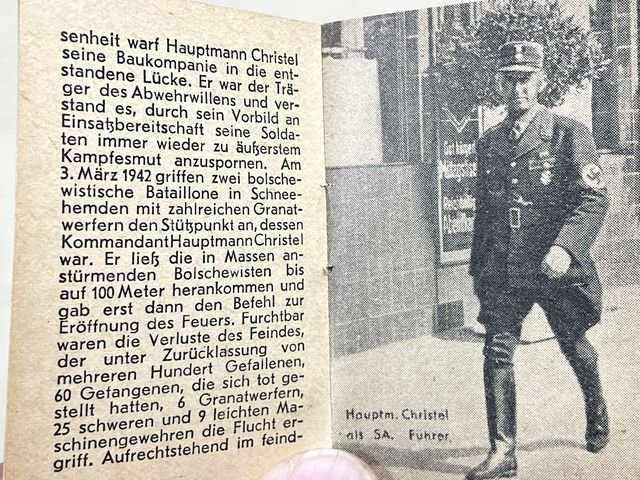 senheit warf Hauptmann Christel
seine Baukompanie in die ent-
standene Lücke. Er war der Trä-
ger des Abwehrwillens und ver-
stand es, durch sein Vorbild an
Einsatzbereitschaft seine Solda-
ten immer wieder zu äußerstem
Kampfesmut anzuspornen. Am
3. März 1942 griffen zwei bolsche-
wistische Bataillone in Schnee-
hemden mit zahlreichen Granat-
werfern den Stützpunkt an, dessen
Kommandant Hauptmann Christel
war. Er ließ die in Massen an-
stürmenden Bolschewisten bis
auf 100 Meter herankommen und
gab erst dann den Befehl zur
Eröffnung des Feuers. Furchtbar
waren die Verluste des Feindes,
der unter Zurücklassung von
mehreren Hundert Gefallenen,
60 Gefangenen, die sich tot ge-
stellt hatten, 6 Granatwerfern,
25 schweren und 9 leichten Ma-
schinengewehren die Flucht er-
griff. Aufrechtstehend im feind-
Hauptm. Christel
als SA. Führer.